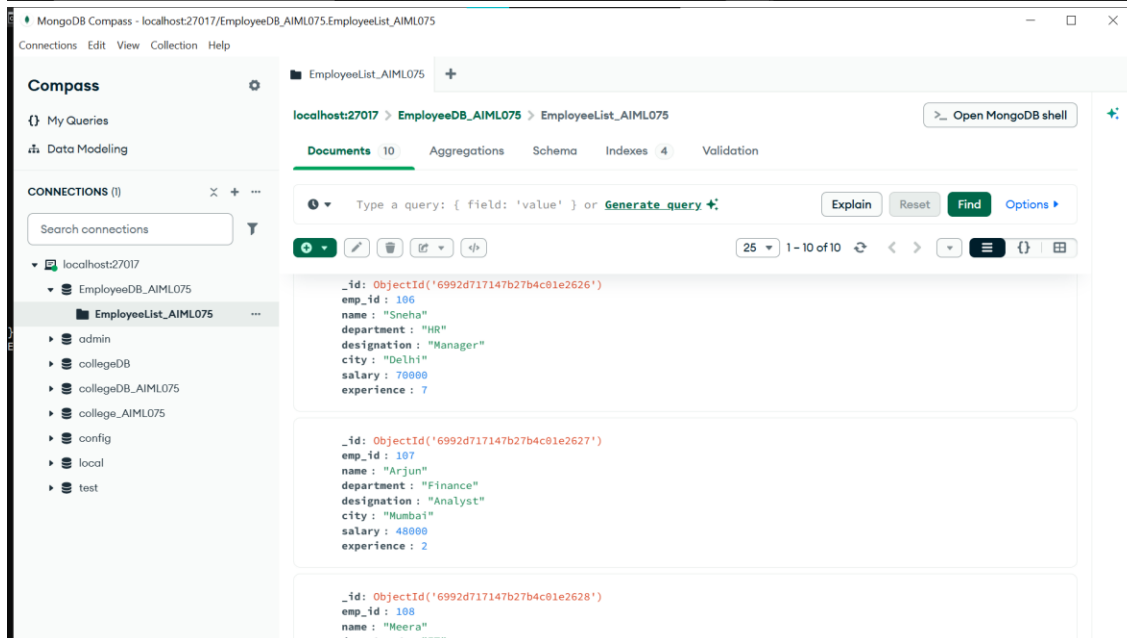 MongoDB Compass - localhost:27017/EmployeeDB_AIML075.EmployeeList_AIML075
Connections Edit View Collection Help
Compass
{} My Queries
Data Modeling
CONNECTIONS (1)
Search connections
localhost:27017
EmployeeDB_AIML075
EmployeeList_AIML075
admin
collegeDB
collegeDB_AIML075
college_AIML075
config
local
test
EmployeeList_AIML075
localhost:27017 > EmployeeDB_AIML075 > EmployeeList_AIML075
>_ Open MongoDB shell
Documents 10 Aggregations Schema Indexes 4 Validation
Type a query: { field: 'value' } or Generate query
Explain Reset Find Options
25 1 – 10 of 10
_id: ObjectId('6992d717147b27b4c01e2626')
emp_id : 106
name : "Sneha"
department : "HR"
designation : "Manager"
city : "Delhi"
salary : 70000
experience : 7
_id: ObjectId('6992d717147b27b4c01e2627')
emp_id : 107
name : "Arjun"
department : "Finance"
designation : "Analyst"
city : "Mumbai"
salary : 48000
experience : 2
_id: ObjectId('6992d717147b27b4c01e2628')
emp_id : 108
name : "Meera"